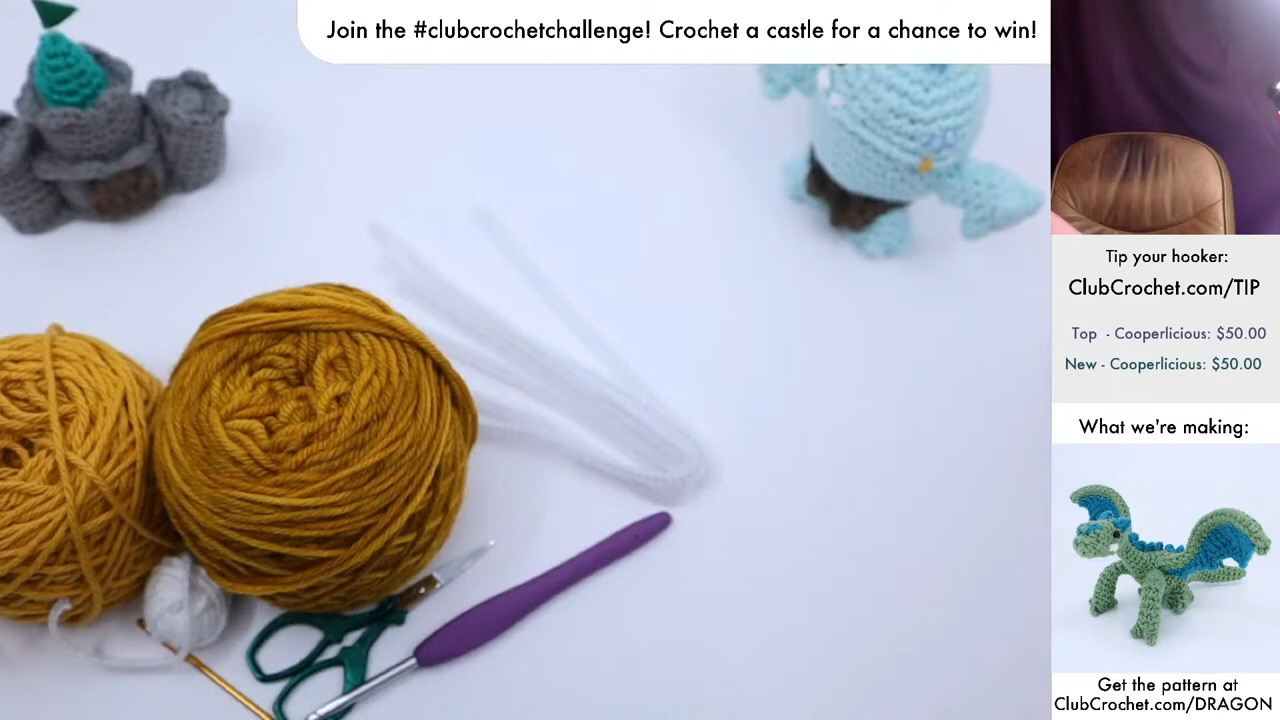 Join the #clubcrochetchallenge! Crochet a castle for a chance to win!
Tip your hooker:
ClubCrochet.com/TIP
Top - Cooperlicious: $50.00
New - Cooperlicious: $50.00
What we're making:
Get the pattern at
ClubCrochet.com/DRAGON